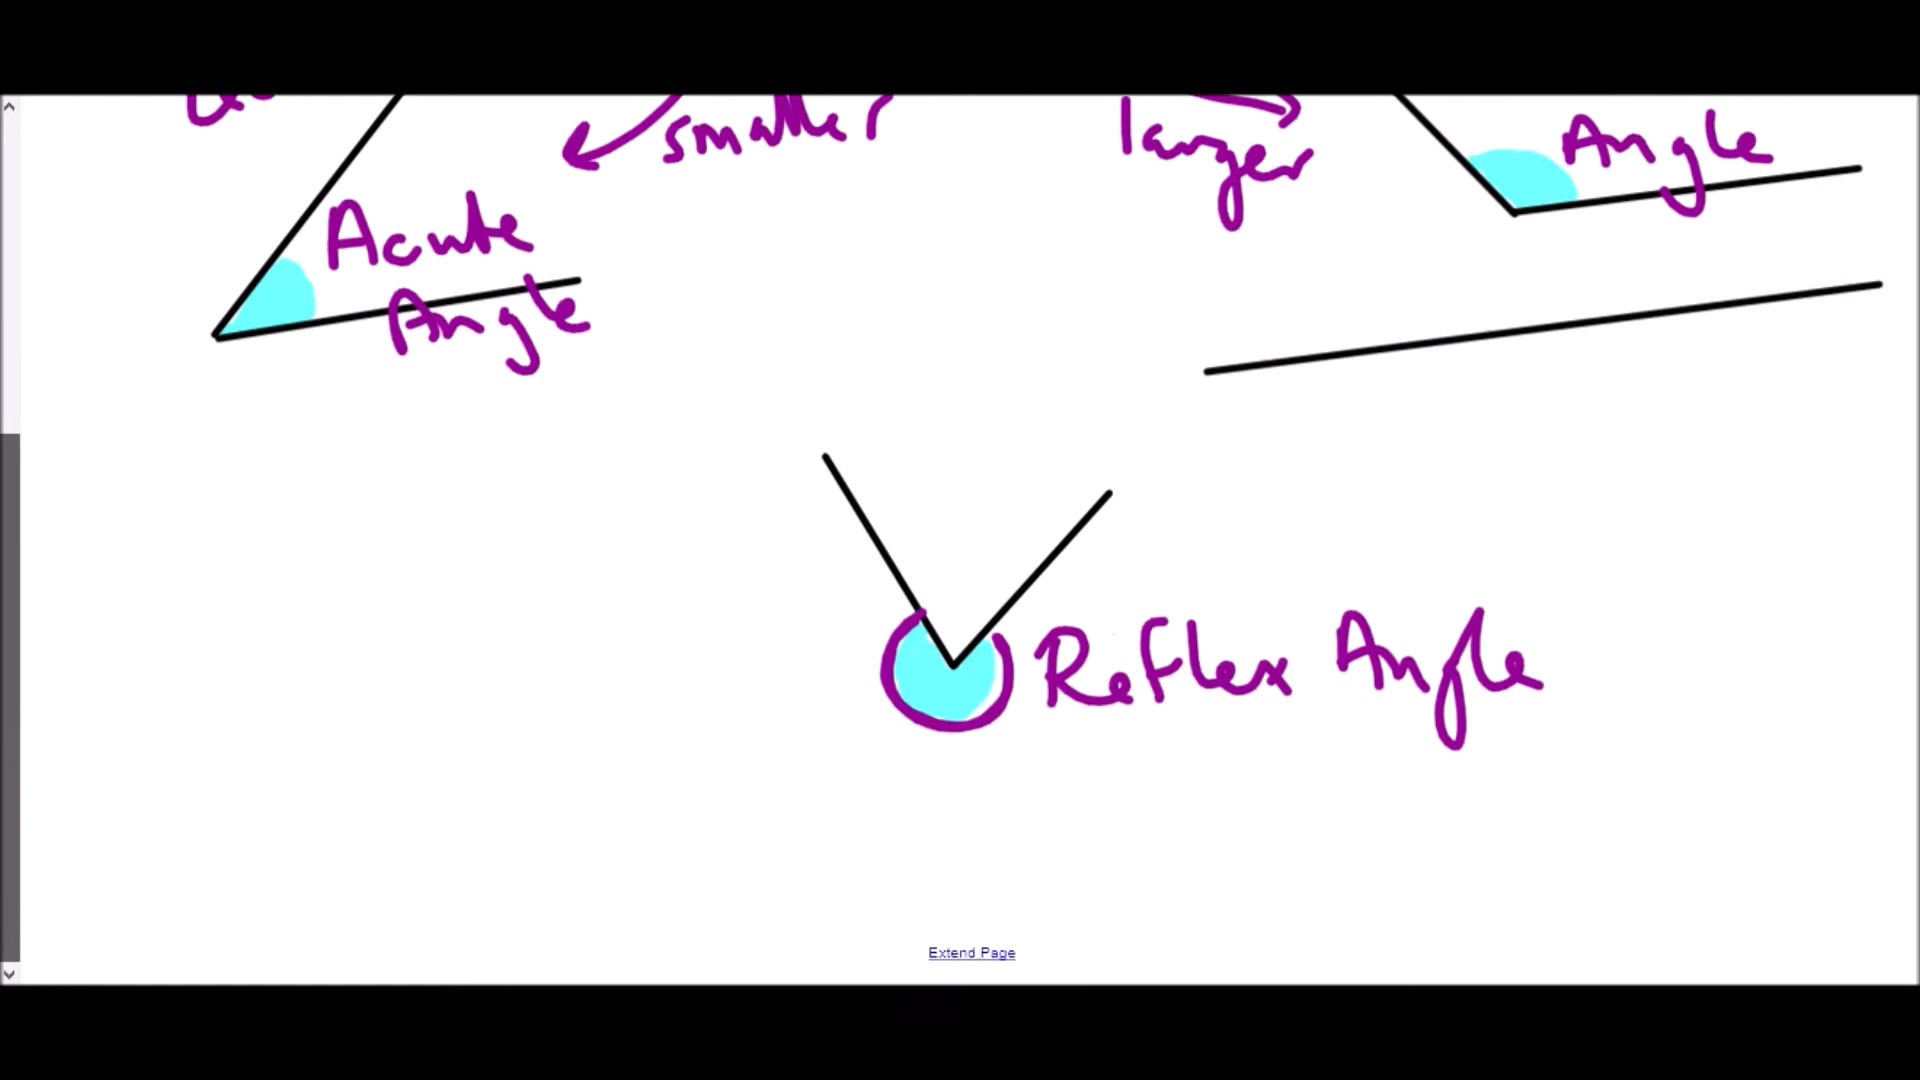 smaller
larger
Angle
Acute
Angle
Reflex Angle
Extend Page